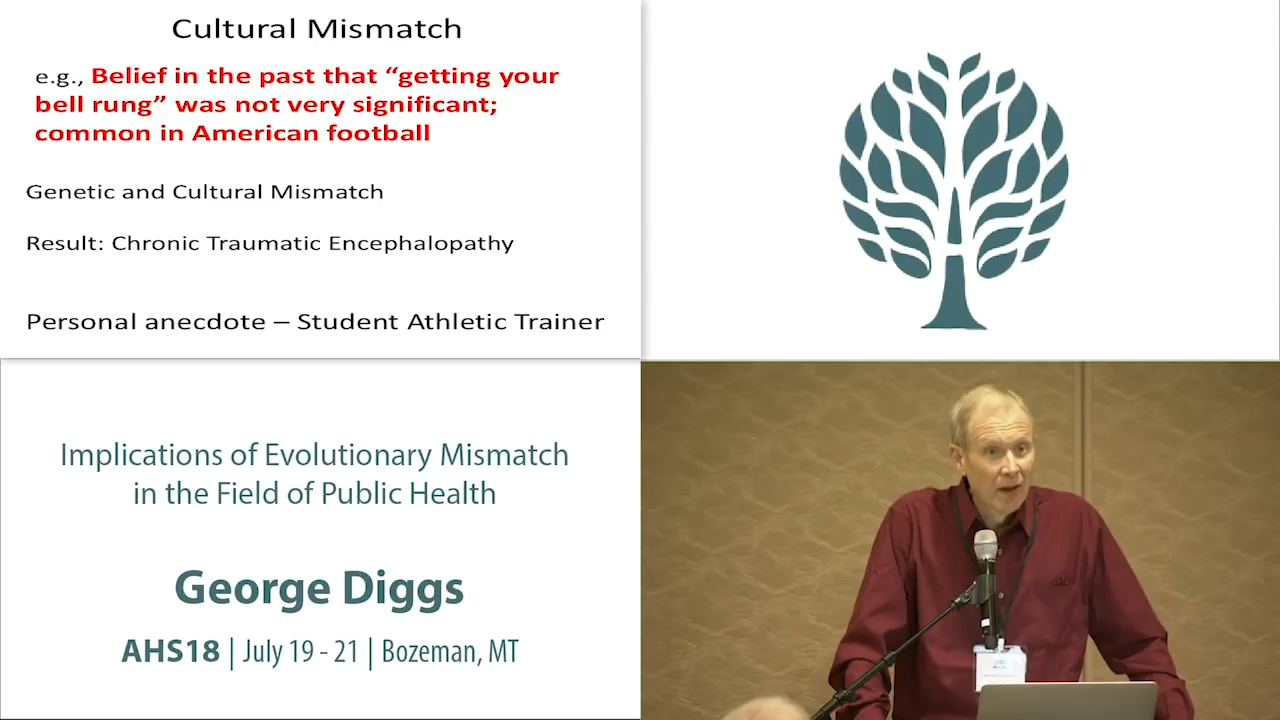 Cultural Mismatch
e.g., Belief in the past that “getting your
bell rung” was not very significant;
common in American football
Genetic and Cultural Mismatch
Result: Chronic Traumatic Encephalopathy
Personal anecdote – Student Athletic Trainer
Implications of Evolutionary Mismatch
in the Field of Public Health
George Diggs
AHS18 | July 19 - 21 | Bozeman, MT